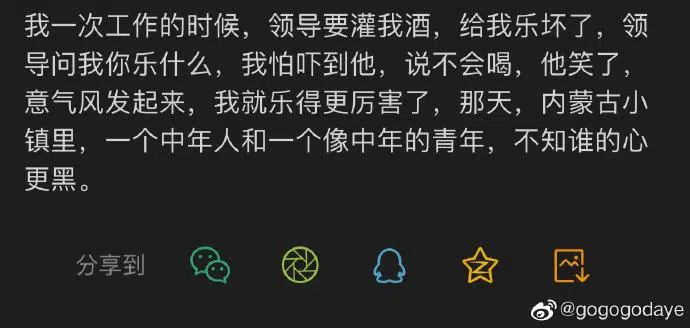 我一次工作的时候，领导要灌我酒，给我乐坏了，领
导问我你乐什么，我怕吓到他，说不会喝，他笑了，
意气风发起来，我就乐得更厉害了，那天，内蒙古小
镇里，一个中年人和一个像中年的青年，不知谁的心
更黑。
分享到
@gogogodaye